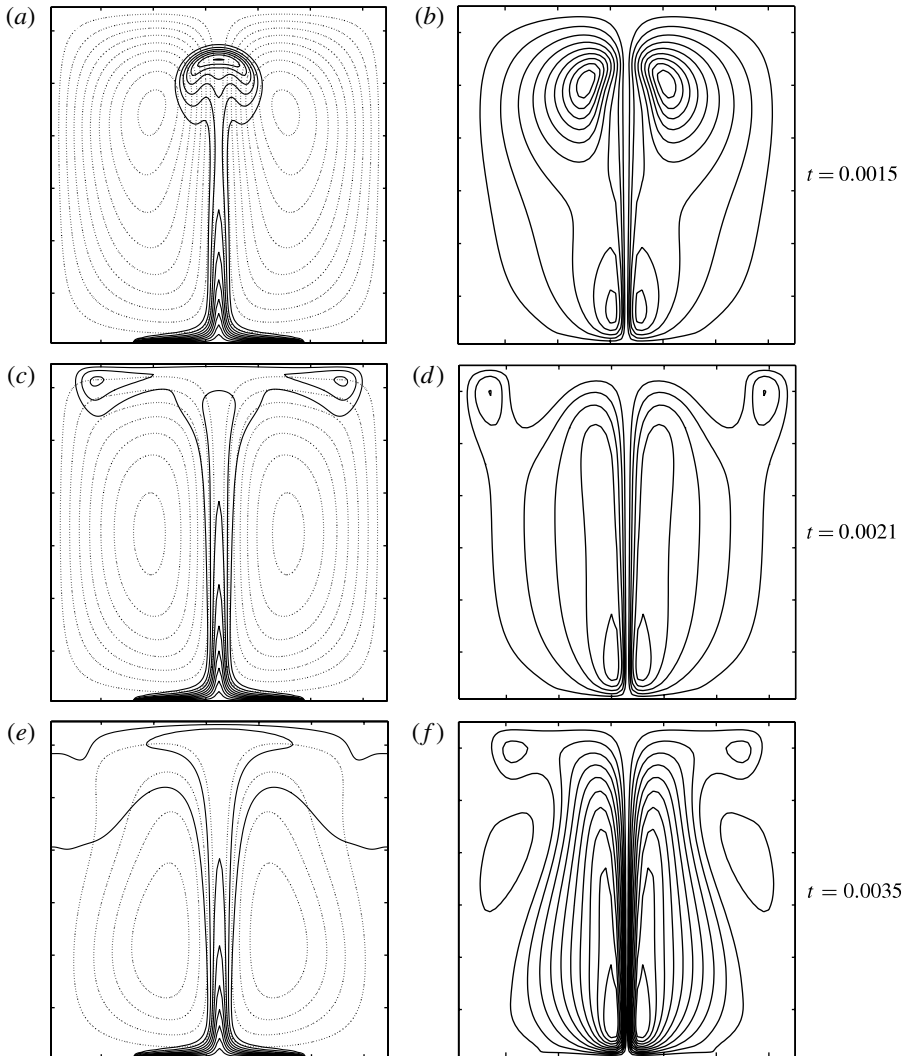 (a)
(b)
t = 0.0015
(c)
(d)
t = 0.0021
(e)
(f)
t = 0.0035